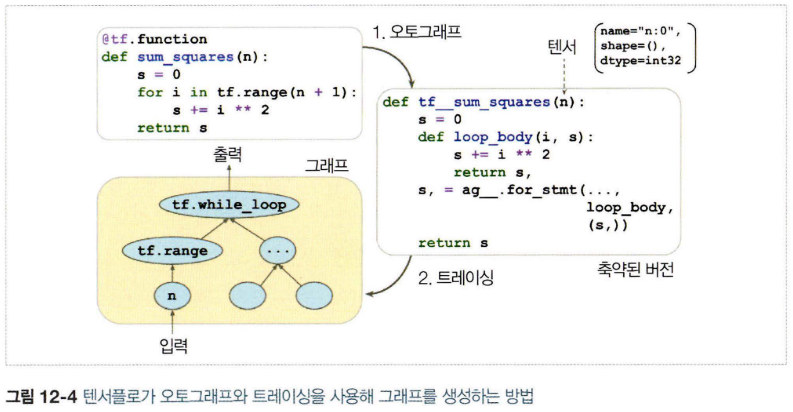 @tf.function
def sum_squares(n):
    s = 0
    for i in tf.range(n + 1):
        s += i ** 2
    return s
1. 오토그래프
텐서
name="n:0",
shape=(),
dtype=int32
def tf__sum_squares(n):
    s = 0
    def loop_body(i, s):
        s += i ** 2
        return s,
    s, = ag__.for_stmt(...,
                       loop_body,
                       (s,))
    return s
축약된 버전
2. 트레이싱
출력
그래프
tf.while_loop
tf.range
...
n
입력
그림 12-4 텐서플로가 오토그래프와 트레이싱을 사용해 그래프를 생성하는 방법